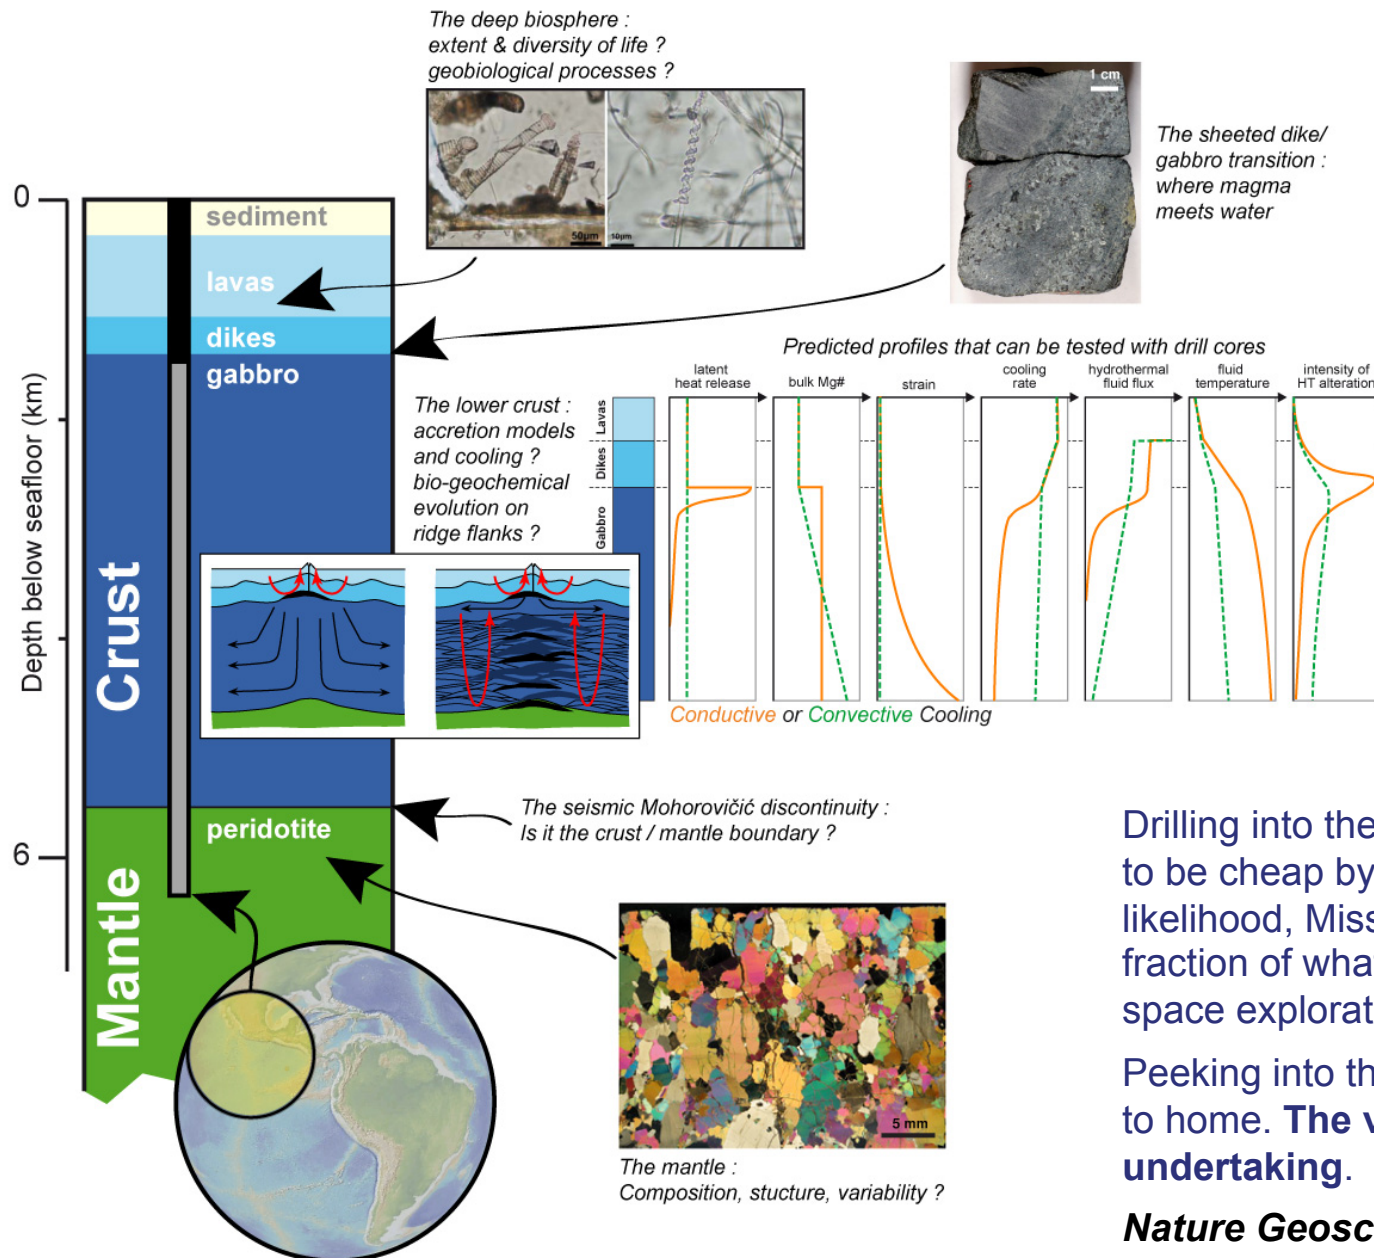 The deep biosphere :
extent & diversity of life ?
geobiological processes ?
50µm
10µm
1 cm
The sheeted dike/
gabbro transition :
where magma
meets water
0
6
Depth below seafloor (km)
Crust
Mantle
sediment
lavas
dikes
gabbro
peridotite
The lower crust :
accretion models
and cooling ?
bio-geochemical
evolution on
ridge flanks ?
Predicted profiles that can be tested with drill cores
latent
heat release
bulk Mg#
strain
cooling
rate
hydrothermal
fluid flux
fluid
temperature
intensity of
HT alteration
Lavas
Dikes
Gabbro
Conductive or Convective Cooling
The seismic Mohorovičić discontinuity :
Is it the crust / mantle boundary ?
5 mm
The mantle :
Composition, stucture, variability ?
Drilling into the
to be cheap by
likelihood, Miss
fraction of what
space explorat
Peeking into th
to home. The v
undertaking.
Nature Geosc